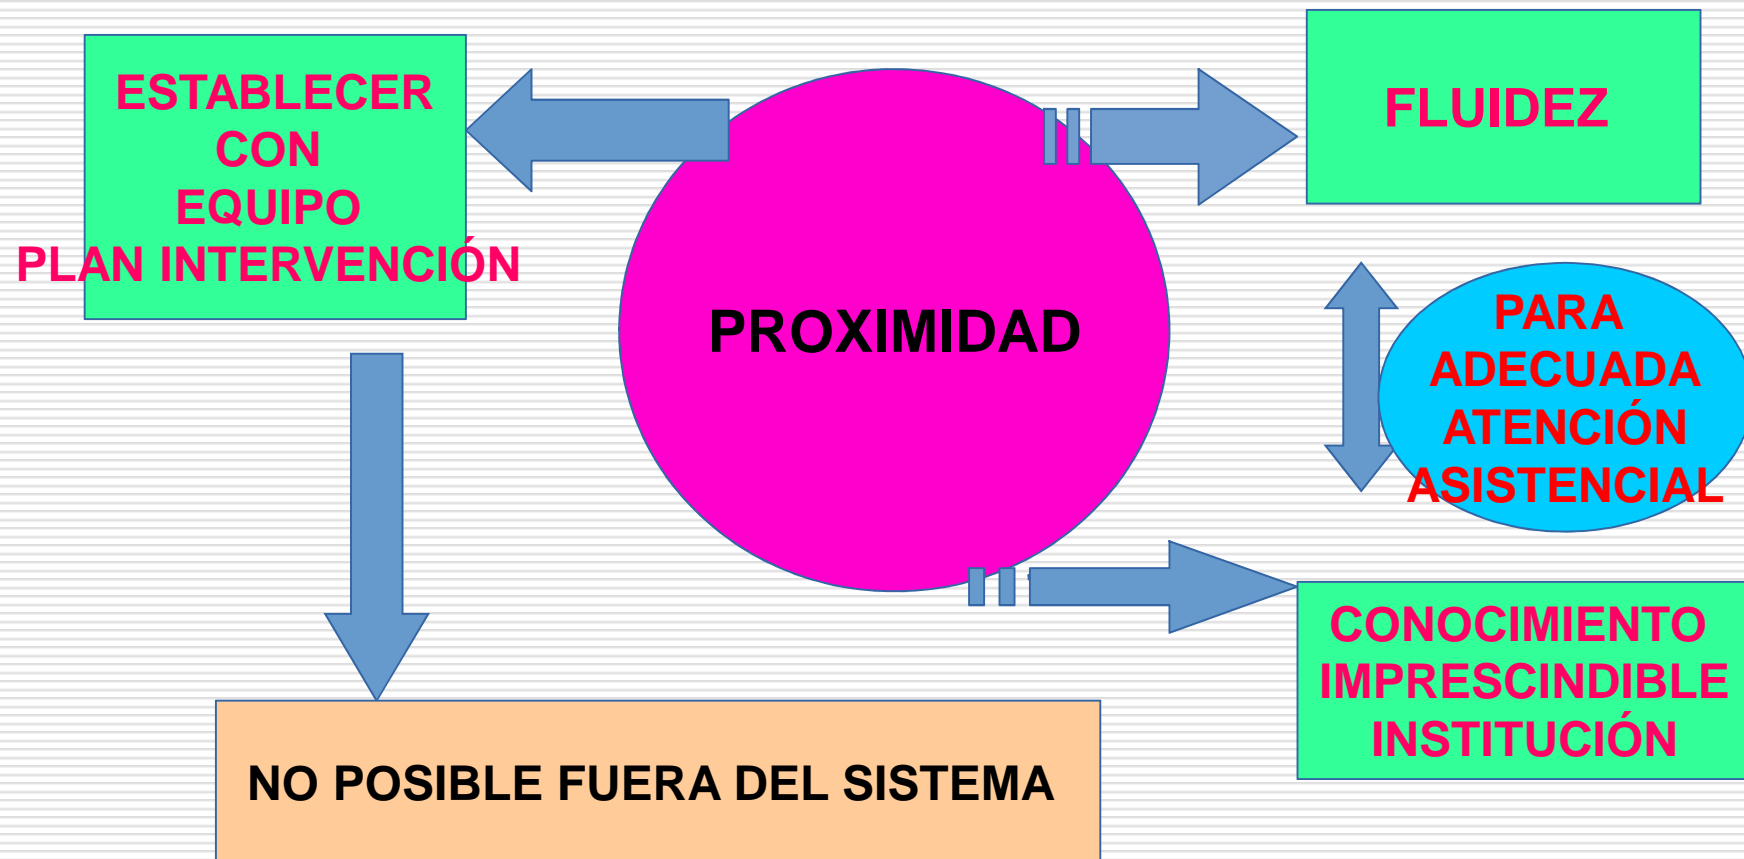 ESTABLECER
CON
EQUIPO
PLAN INTERVENCIÓN
FLUIDEZ
PROXIMIDAD
PARA
ADECUADA
ATENCIÓN
ASISTENCIAL
CONOCIMIENTO
IMPRESCINDIBLE
INSTITUCIÓN
NO POSIBLE FUERA DEL SISTEMA